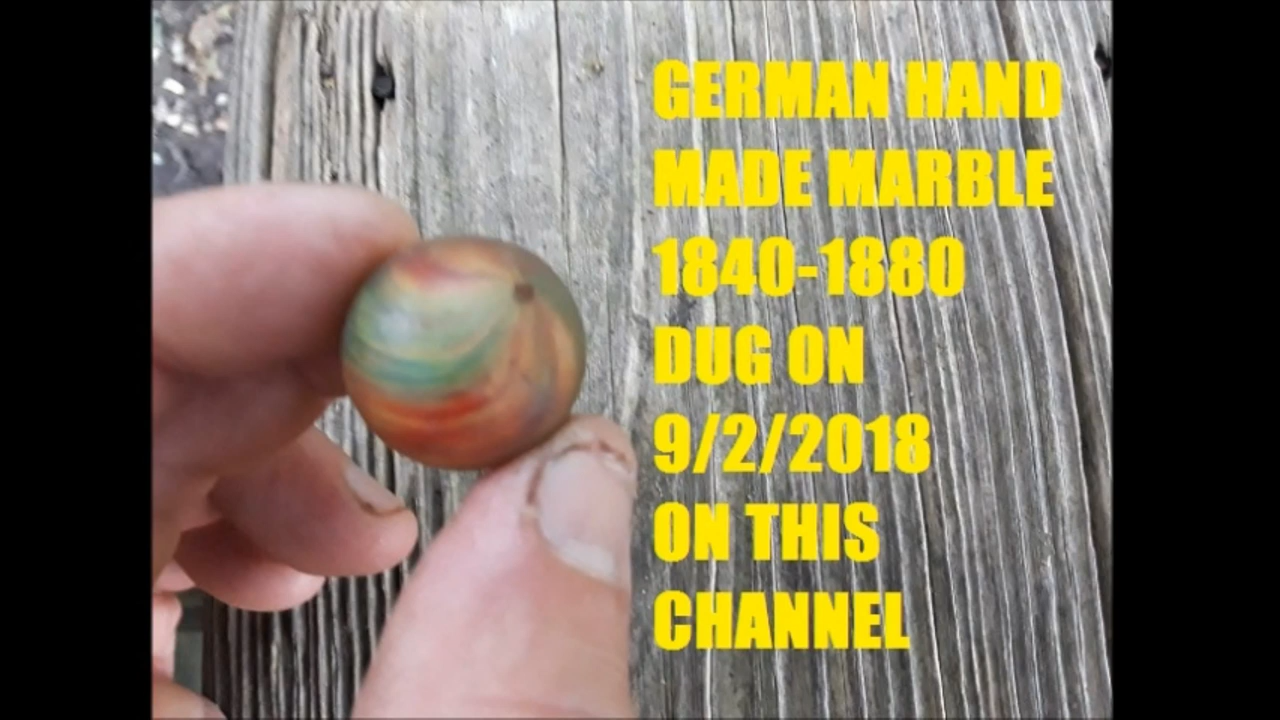 GERMAN HAND
MADE MARBLE
1840-1880
DUG ON
9/2/2018
ON THIS
CHANNEL